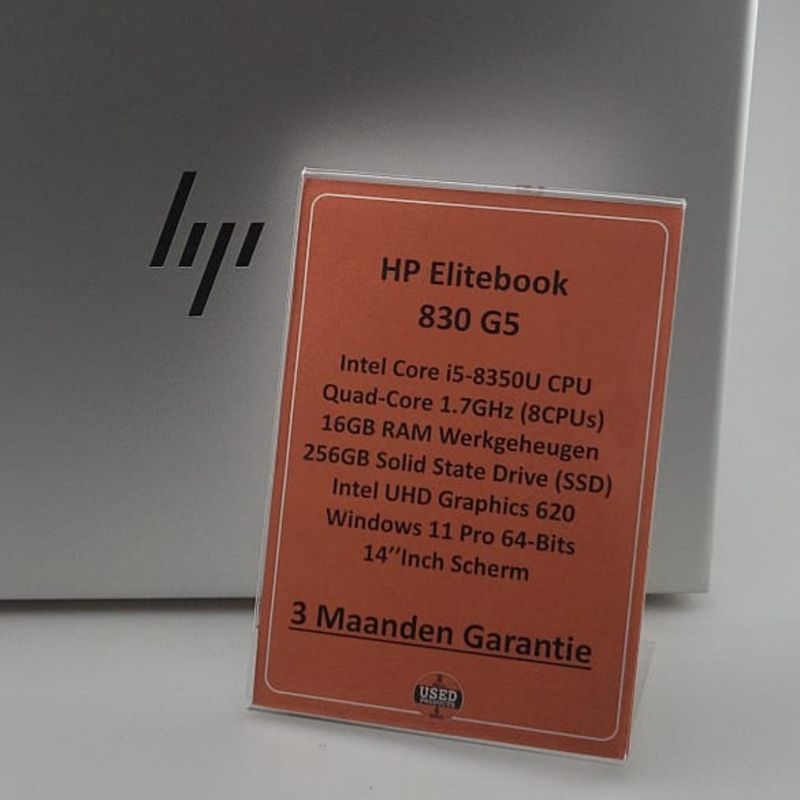 hp
HP Elitebook
830 G5
Intel Core i5-8350U CPU
Quad-Core 1.7GHz (8CPUs)
16GB RAM Werkgeheugen
256GB Solid State Drive (SSD)
Intel UHD Graphics 620
Windows 11 Pro 64-Bits
14’’Inch Scherm
3 Maanden Garantie
USED
PRODUCTS